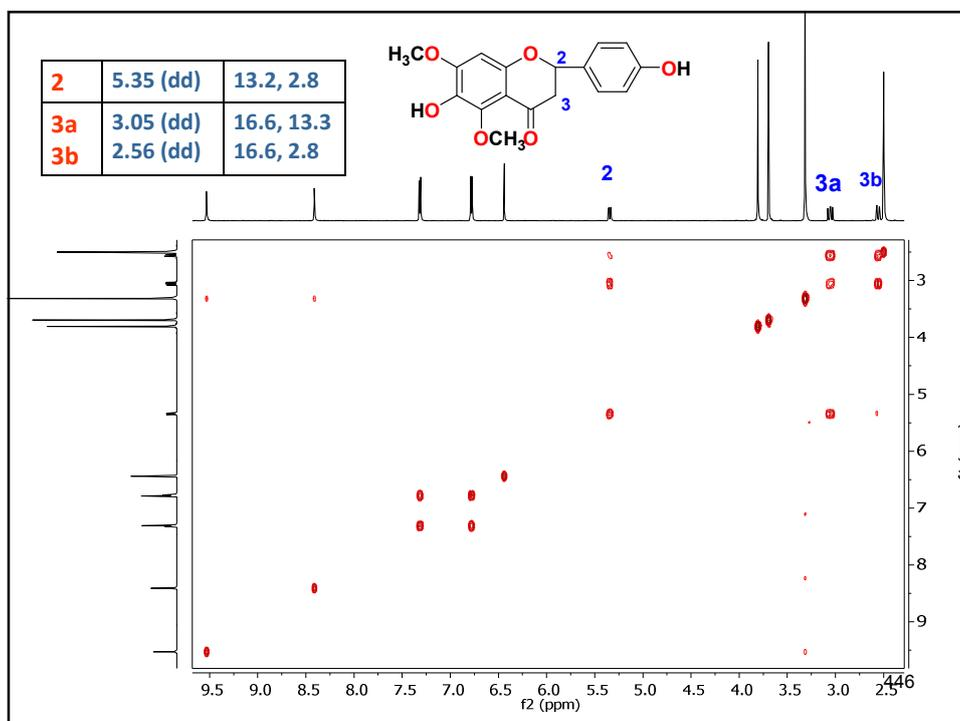 2 5.35 (dd) 13.2, 2.8
3a 3.05 (dd) 16.6, 13.3
3b 2.56 (dd) 16.6, 2.8
H₃CO O 2
OH
HO 3
OCH₃O
2 3a 3b
3
4
5
6
7
8
9
9.5 9.0 8.5 8.0 7.5 7.0 6.5 6.0 5.5 5.0 4.5 4.0 3.5 3.0 2.5
446
f2 (ppm)